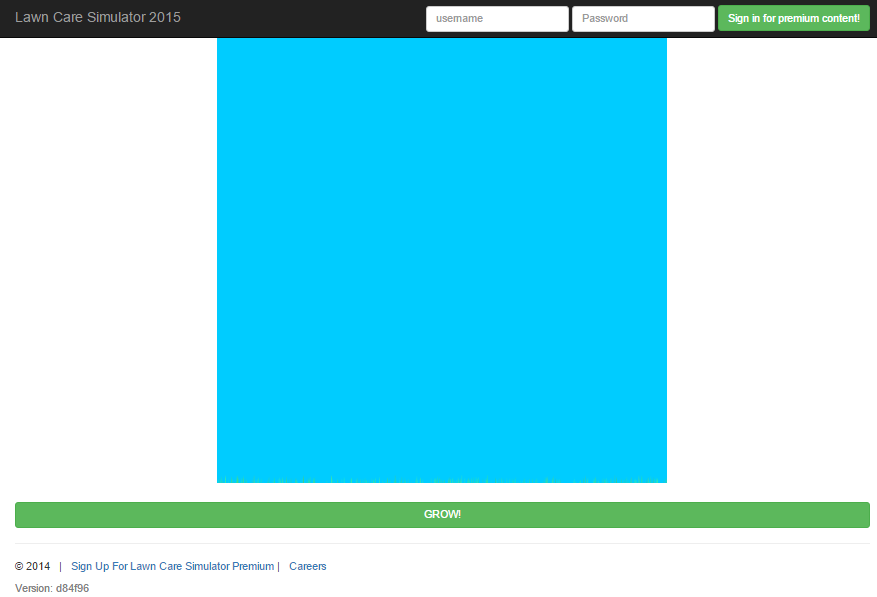 Lawn Care Simulator 2015 username Password Sign in for premium content!
GROW!
© 2014 | Sign Up For Lawn Care Simulator Premium | Careers
Version: d84f96